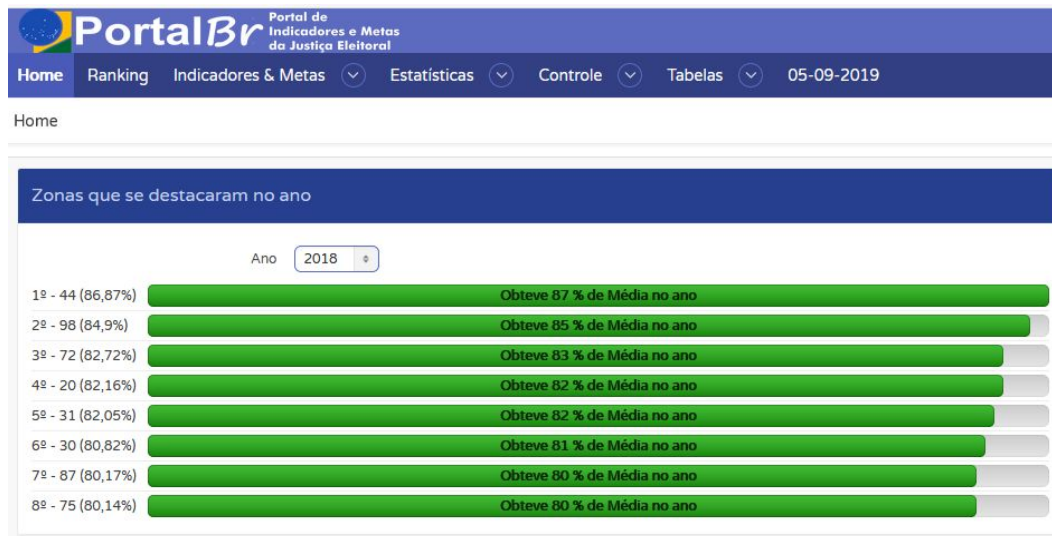 PortalBr Portal de
Indicadores e Metas
da Justiça Eleitoral
Home Ranking Indicadores & Metas Estatísticas Controle Tabelas 05-09-2019
Home
Zonas que se destacaram no ano
Ano 2018
1º - 44 (86,87%) Obteve 87 % de Média no ano
2º - 98 (84,9%) Obteve 85 % de Média no ano
3º - 72 (82,72%) Obteve 83 % de Média no ano
4º - 20 (82,16%) Obteve 82 % de Média no ano
5º - 31 (82,05%) Obteve 82 % de Média no ano
6º - 30 (80,82%) Obteve 81 % de Média no ano
7º - 87 (80,17%) Obteve 80 % de Média no ano
8º - 75 (80,14%) Obteve 80 % de Média no ano